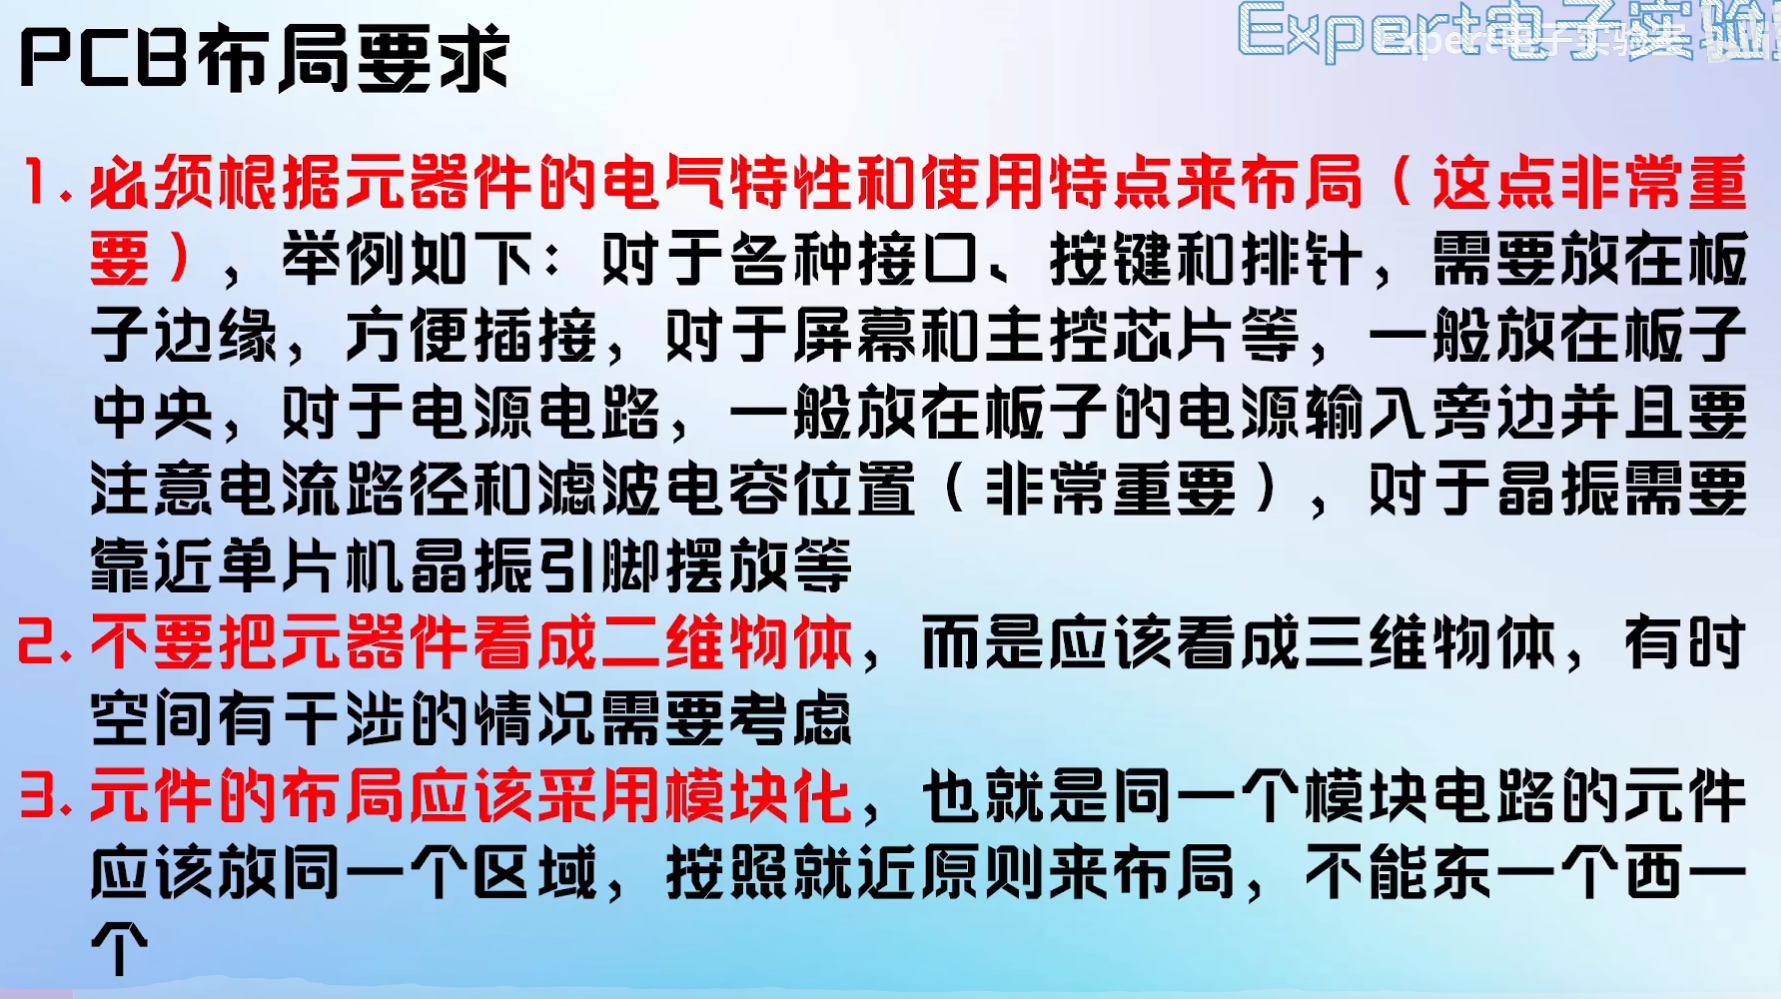 PCB布局要求
Expert电子实验
1. 必须根据元器件的电气特性和使用特点来布局（这点非常重
要），举例如下：对于各种接口、按键和排针，需要放在板
子边缘，方便插接，对于屏幕和主控芯片等，一般放在板子
中央，对于电源电路，一般放在板子的电源输入旁边并且要
注意电流路径和滤波电容位置（非常重要），对于晶振需要
靠近单片机晶振引脚摆放等
2. 不要把元器件看成二维物体，而是应该看成三维物体，有时
空间有干涉的情况需要考虑
3. 元件的布局应该采用模块化，也就是同一个模块电路的元件
应该放同一个区域，按照就近原则来布局，不能东一个西一
个